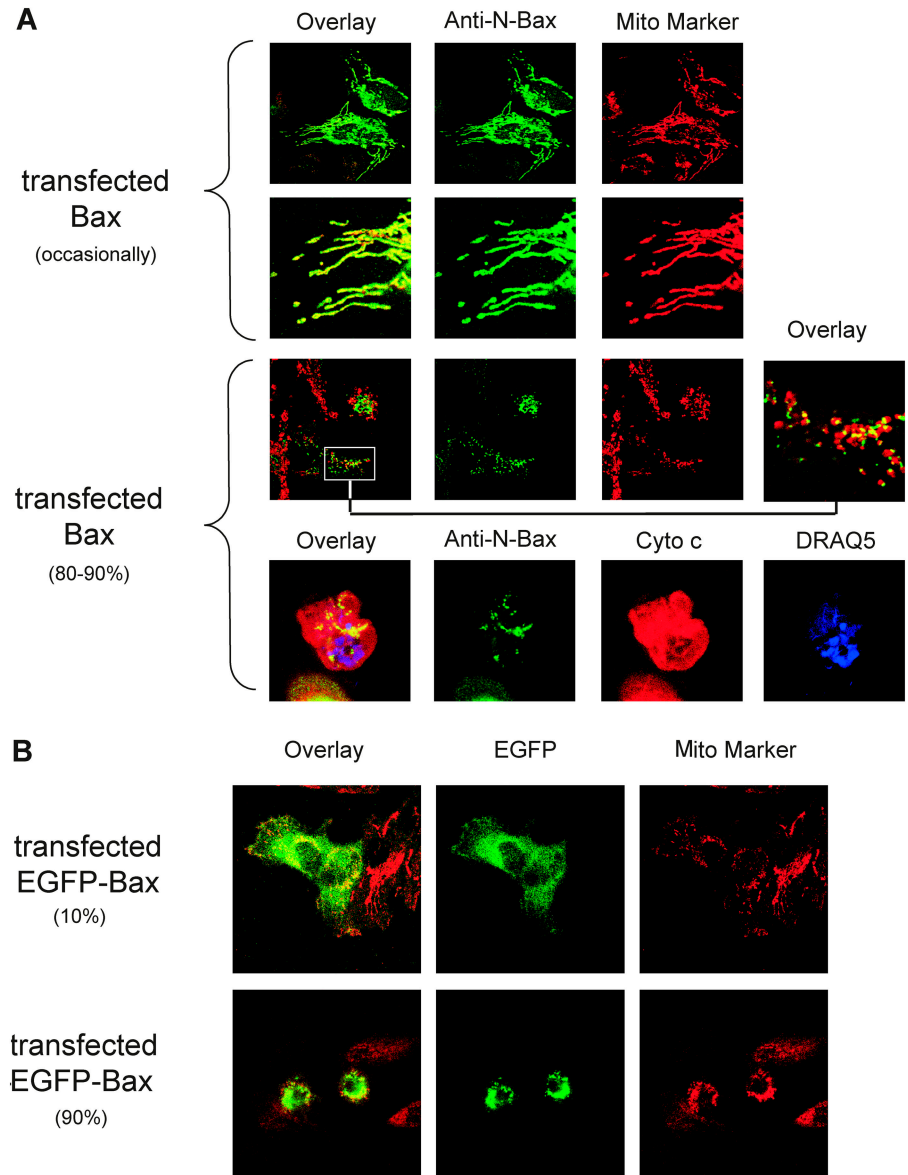 A
Overlay
Anti-N-Bax
Mito Marker
transfected
Bax
(occasionally)
Overlay
transfected
Bax
(80-90%)
Overlay
Anti-N-Bax
Cyto c
DRAQ5
B
Overlay
EGFP
Mito Marker
transfected
EGFP-Bax
(10%)
transfected
EGFP-Bax
(90%)